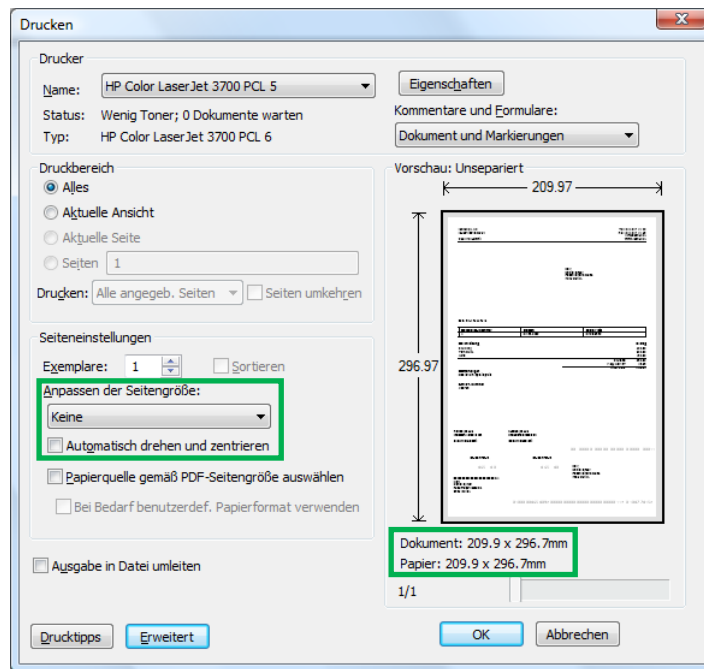 Drucken
Drucker
Name: HP Color LaserJet 3700 PCL 5
Eigenschaften
Status: Wenig Toner; 0 Dokumente warten
Kommentare und Formulare:
Typ: HP Color LaserJet 3700 PCL 6
Dokument und Markierungen
Druckbereich
Alles
Aktuelle Ansicht
Aktuelle Seite
Seiten 1
Drucken: Alle angegeb. Seiten Seiten umkehren
Seiteneinstellungen
Exemplare: 1 Sortieren
Anpassen der Seitengröße:
Keine
Automatisch drehen und zentrieren
Papierquelle gemäß PDF-Seitengröße auswählen
Bei Bedarf benutzerdef. Papierformat verwenden
Ausgabe in Datei umleiten
Vorschau: Unsepariert
209.97
296.97
Dokument: 209.9 x 296.7mm
Papier: 209.9 x 296.7mm
1/1
Drucktipps Erweitert OK Abbrechen